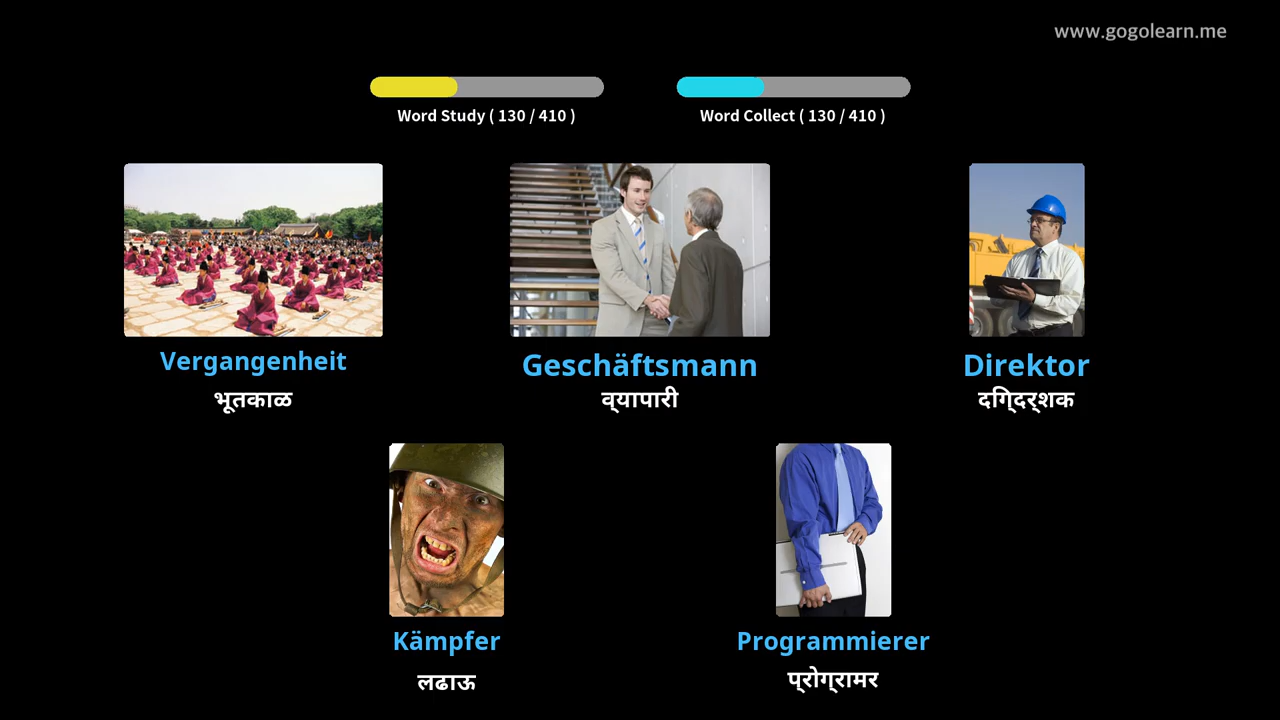 www.gogolearn.me
Word Study ( 130 / 410 )
Word Collect ( 130 / 410 )
Vergangenheit
भूतकाळ
Geschäftsmann
व्यापारी
Direktor
दिग्दर्शक
Kämpfer
लढाऊ
Programmierer
प्रोग्रामर